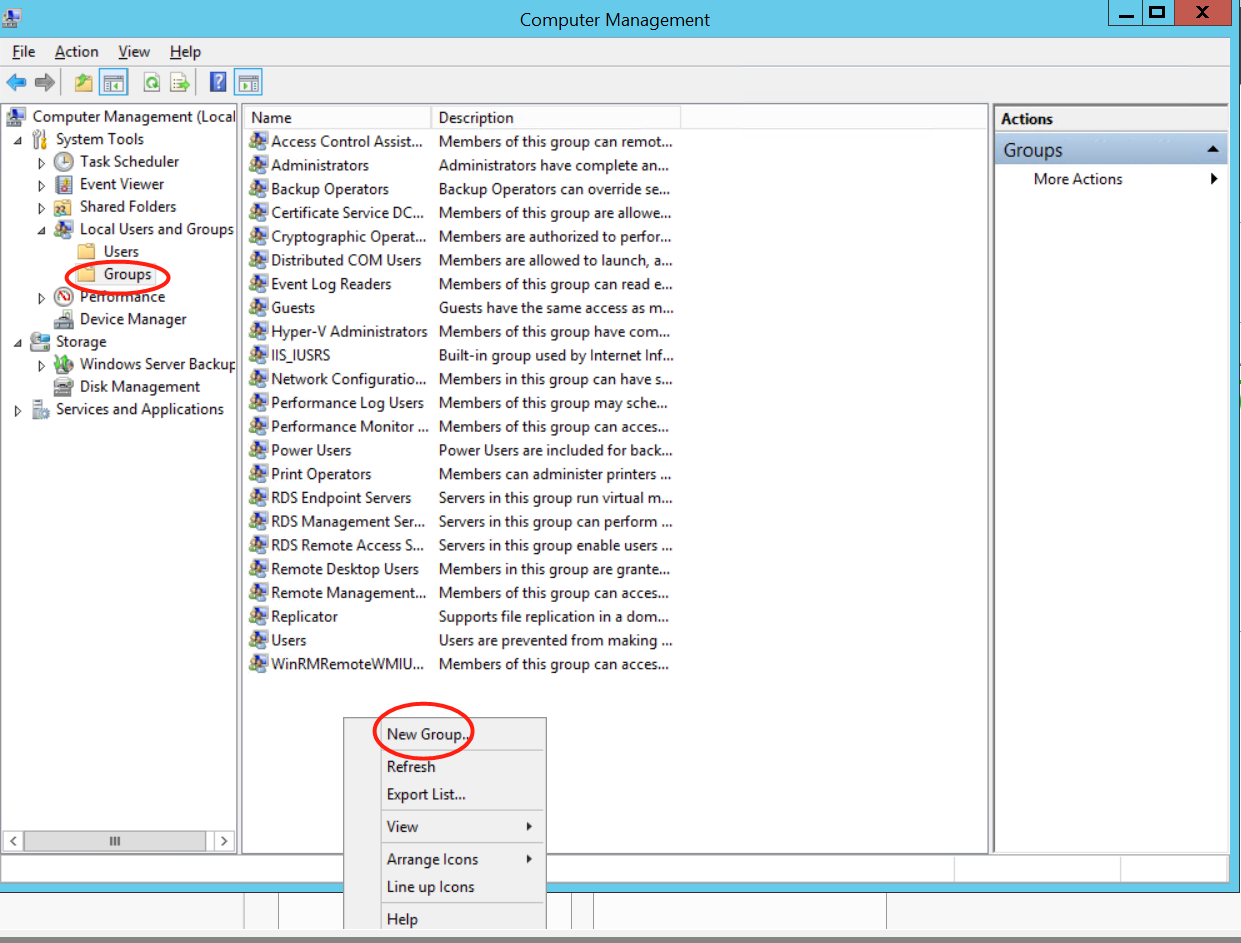 Computer Management
File Action View Help
Computer Management (Local
System Tools
Task Scheduler
Event Viewer
Shared Folders
Local Users and Groups
Users
Groups
Performance
Device Manager
Storage
Windows Server Backup
Disk Management
Services and Applications
Name Description
Access Control Assist... Members of this group can remot...
Administrators Administrators have complete an...
Backup Operators Backup Operators can override se...
Certificate Service DC... Members of this group are allowe...
Cryptographic Operat... Members are authorized to perfor...
Distributed COM Users Members are allowed to launch, a...
Event Log Readers Members of this group can read e...
Guests Guests have the same access as m...
Hyper-V Administrators Members of this group have com...
IIS_IUSRS Built-in group used by Internet Inf...
Network Configuratio... Members in this group can have s...
Performance Log Users Members of this group may sche...
Performance Monitor ... Members of this group can acces...
Power Users Power Users are included for back...
Print Operators Members can administer printers ...
RDS Endpoint Servers Servers in this group run virtual m...
RDS Management Ser... Servers in this group can perform ...
RDS Remote Access S... Servers in this group enable users ...
Remote Desktop Users Members in this group are grante...
Remote Management... Members of this group can acces...
Replicator Supports file replication in a dom...
Users Users are prevented from making ...
WinRMRemoteWMIU... Members of this group can acces...
New Group..
Refresh
Export List...
View
Arrange Icons
Line up Icons
Help
Actions
Groups
More Actions